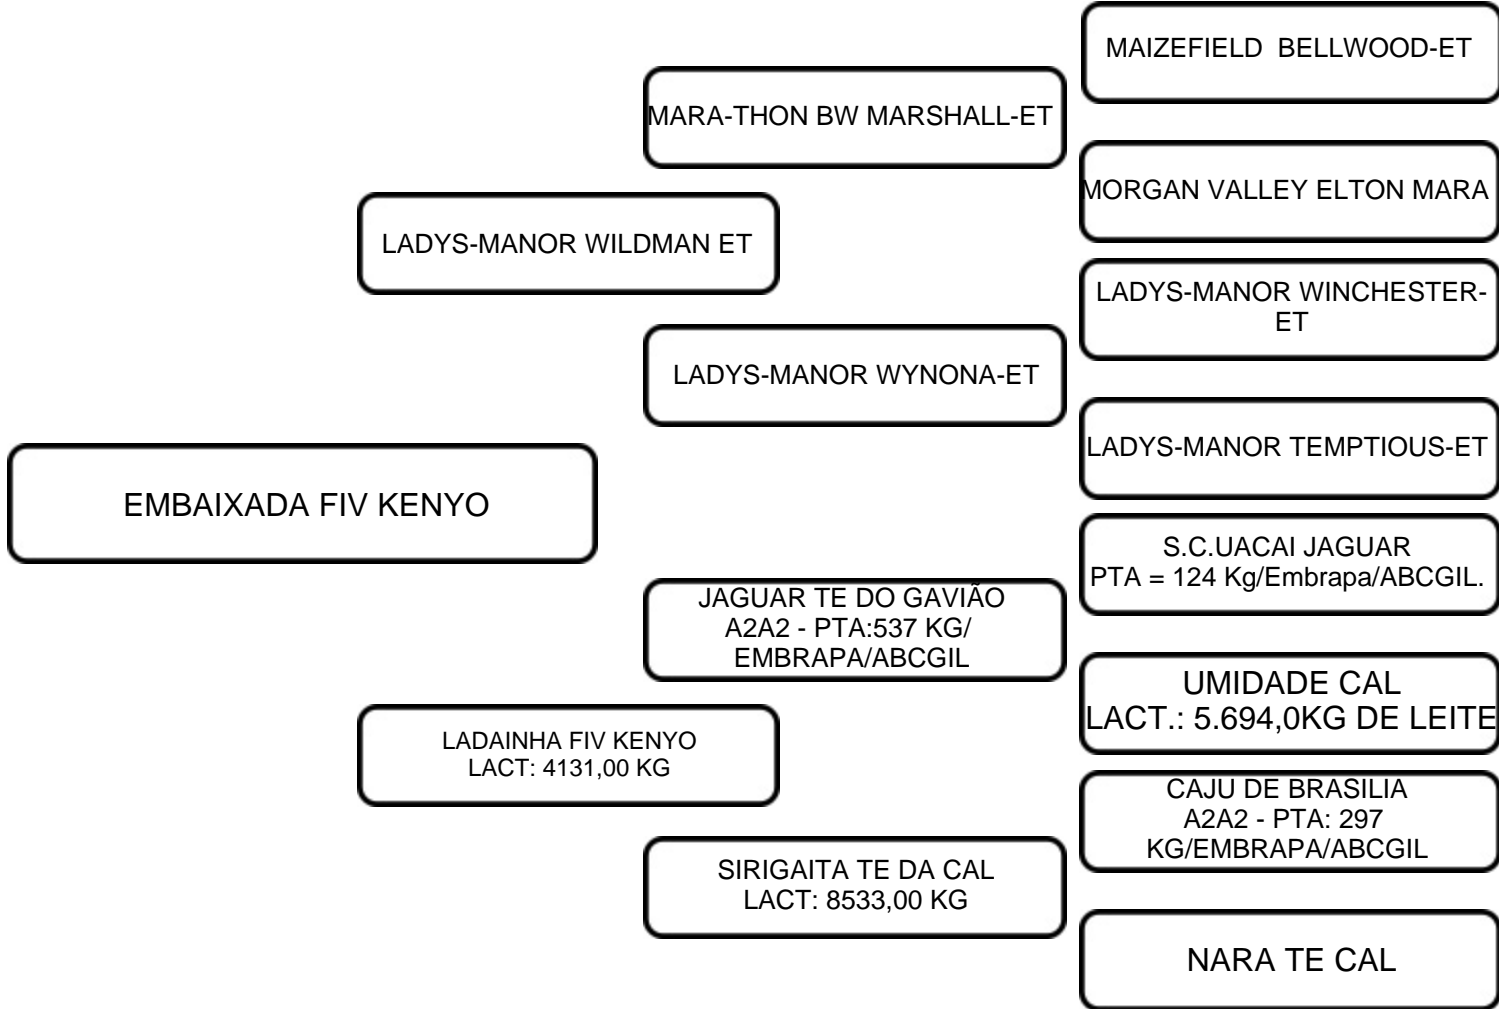 MAIZEFIELD  BELLWOOD-ET
MARA-THON BW MARSHALL-ET
MORGAN VALLEY ELTON MARA
LADYS-MANOR WILDMAN ET
LADYS-MANOR WINCHESTER-
ET
LADYS-MANOR WYNONA-ET
LADYS-MANOR TEMPTIOUS-ET
EMBAIXADA FIV KENYO
S.C.UACAI JAGUAR
PTA = 124 Kg/Embrapa/ABCGIL.
JAGUAR TE DO GAVIÃO
A2A2 - PTA:537 KG/
EMBRAPA/ABCGIL
UMIDADE CAL
LACT.: 5.694,0KG DE LEITE
LADAINHA FIV KENYO
LACT: 4131,00 KG
CAJU DE BRASILIA
A2A2 - PTA: 297
KG/EMBRAPA/ABCGIL
SIRIGAITA TE DA CAL
LACT: 8533,00 KG
NARA TE CAL